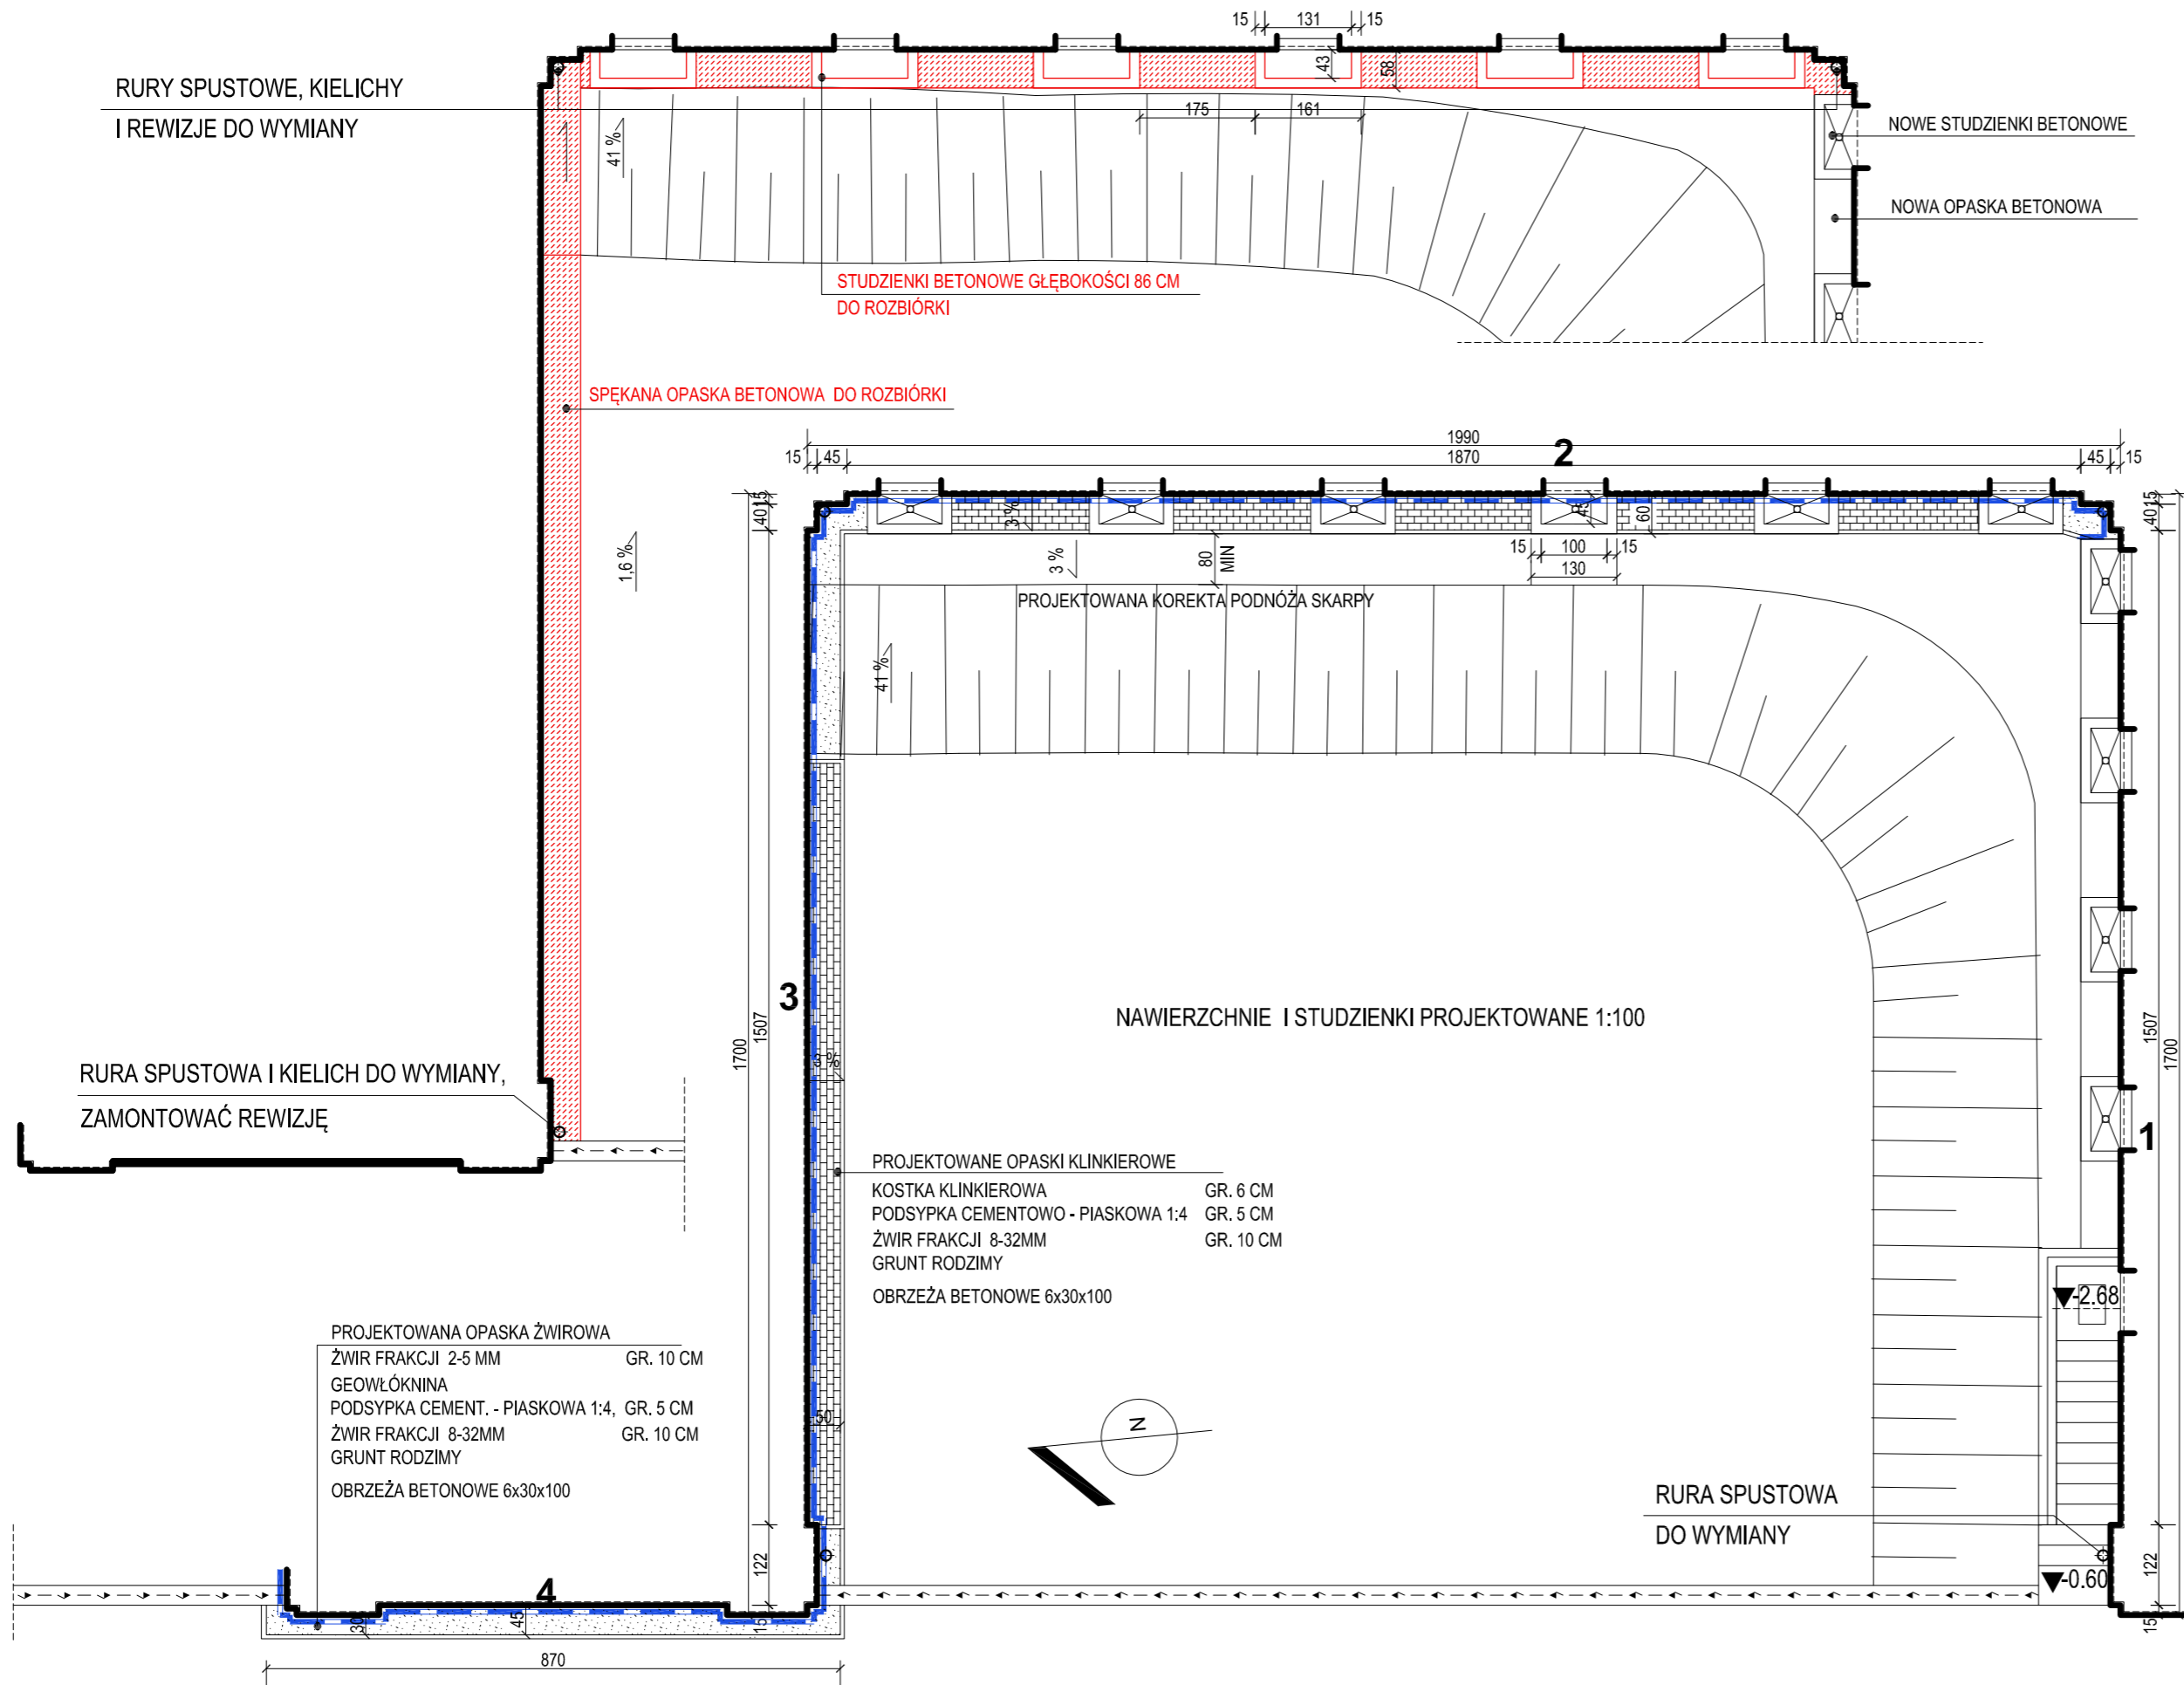 15 131 15
RURY SPUSTOWE, KIELICHY
I REWIZJE DO WYMIANY
43
58
175 161
41 %
NOWE STUDZIENKI BETONOWE
NOWA OPASKA BETONOWA
STUDZIENKI BETONOWE GŁĘBOKOŚCI 86 CM
DO ROZBIÓRKI
SPĘKANA OPASKA BETONOWA DO ROZBIÓRKI
1990
2
15 45 1870 45 15
15
40
15
40
3 %
45
60
1,6 %
3 %
80
MIN
15 100 15
130
PROJEKTOWANA KOREKTA PODNÓŻA SKARPY
41 %
3
NAWIERZCHNIE I STUDZIENKI PROJEKTOWANE 1:100
1507
1700
1507
1700
3 %
RURA SPUSTOWA I KIELICH DO WYMIANY,
ZAMONTOWAĆ REWIZJĘ
1
PROJEKTOWANE OPASKI KLINKIEROWE
KOSTKA KLINKIEROWA GR. 6 CM
PODSYPKA CEMENTOWO - PIASKOWA 1:4 GR. 5 CM
ŻWIR FRAKCJI 8-32MM GR. 10 CM
GRUNT RODZIMY
OBRZEŻA BETONOWE 6x30x100
-2.68
PROJEKTOWANA OPASKA ŻWIROWA
ŻWIR FRAKCJI 2-5 MM GR. 10 CM
GEOWŁÓKNINA
PODSYPKA CEMENT. - PIASKOWA 1:4, GR. 5 CM
ŻWIR FRAKCJI 8-32MM GR. 10 CM
GRUNT RODZIMY
OBRZEŻA BETONOWE 6x30x100
50
N
RURA SPUSTOWA
DO WYMIANY
122
122
4
-0.60
30
45
15
15
870